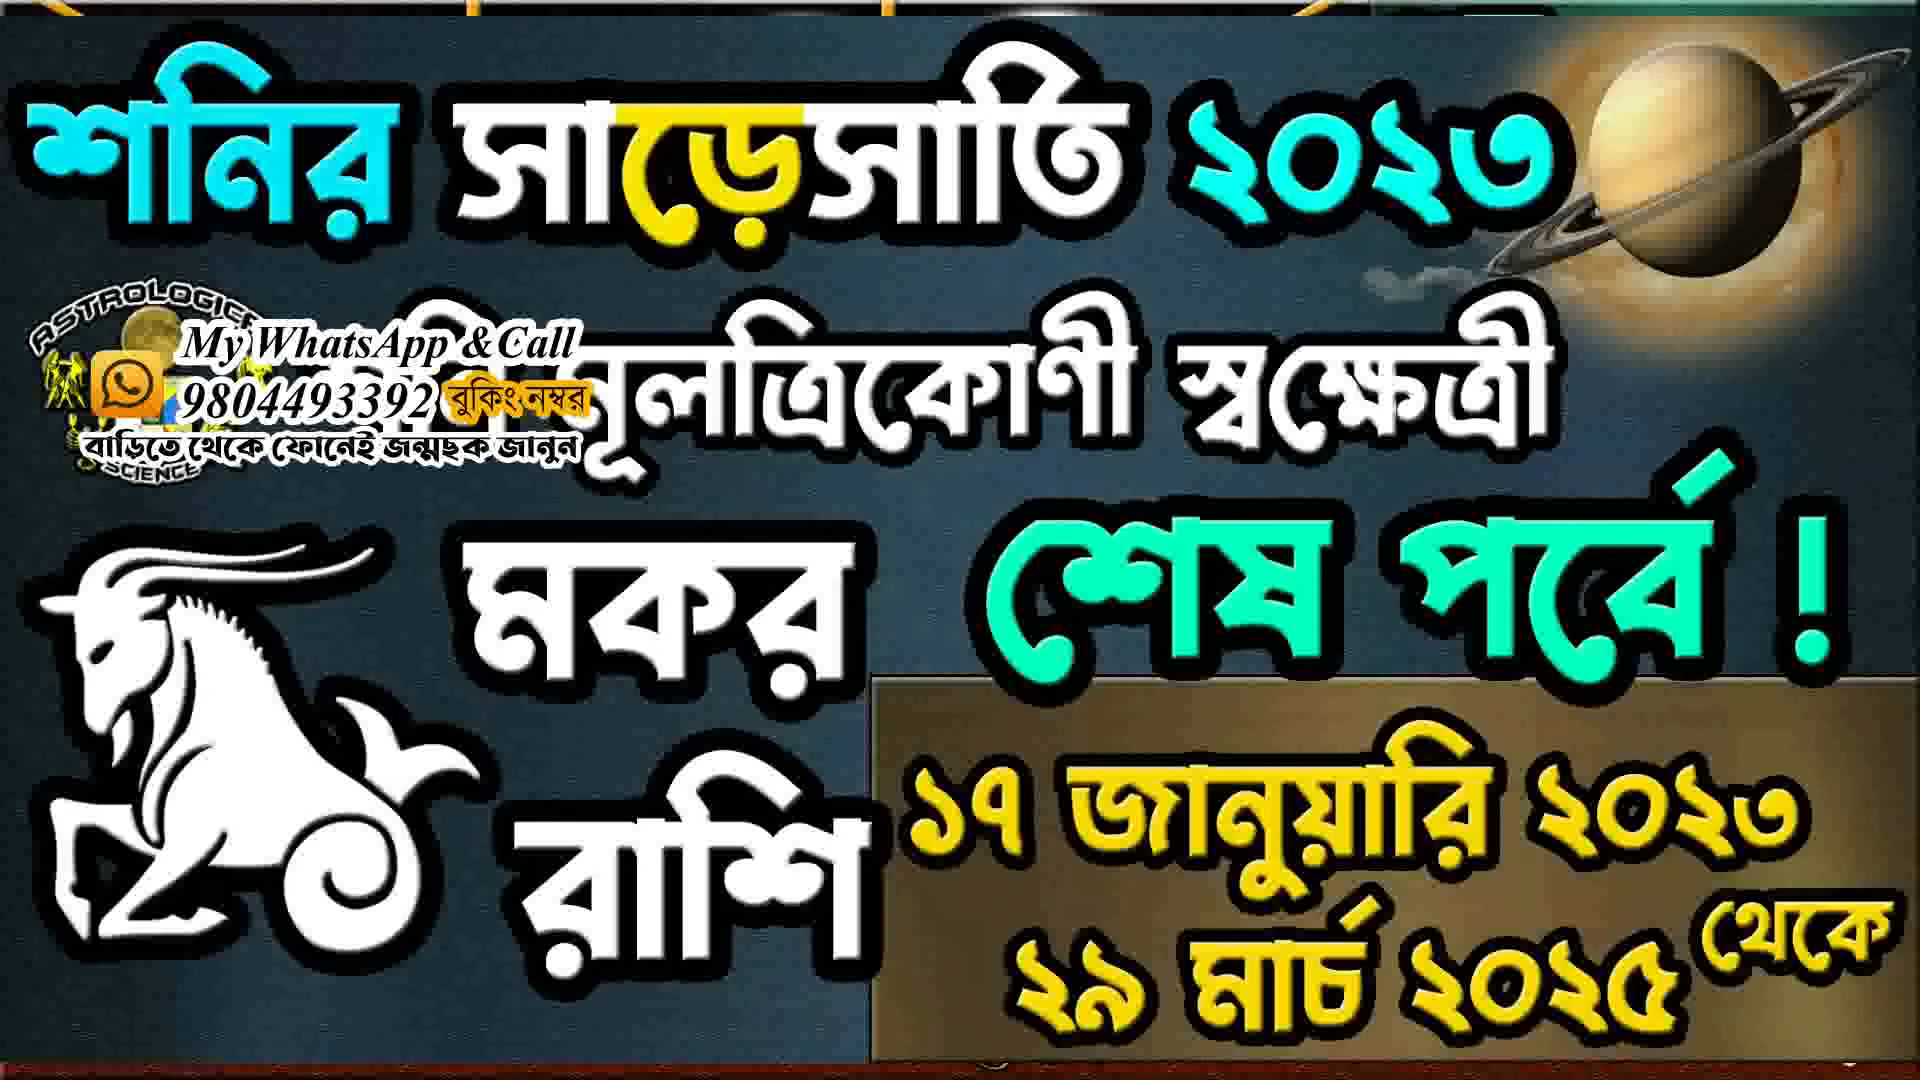 শনির সাড়েসাতি ২০২৩
ASTROLOGICA
My WhatsApp & Call
9804493392 বুকিং নম্বর
বাড়িতে থেকে ফোনেই জন্মছক জানুন
SCIENCE
মূলত্রিকোণী স্বক্ষেত্রী
মকর
রাশি
শেষ পর্বে !
১৭ জানুয়ারি ২০২৩
থেকে
২৯ মার্চ ২০২৫